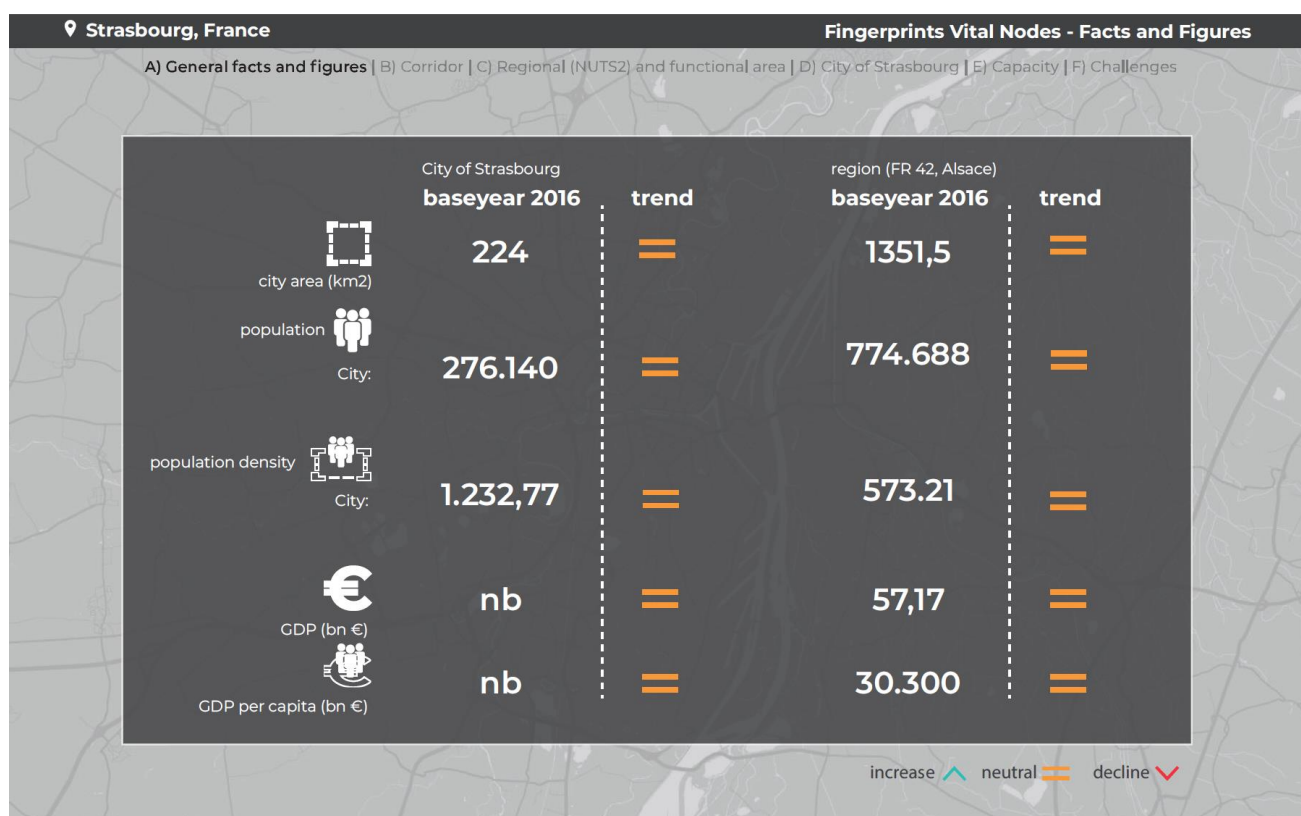 Strasbourg, France
Fingerprints Vital Nodes - Facts and Figures
A) General facts and figures | B) Corridor | C) Regional (NUTS2) and functional area | D) City of Strasbourg | E) Capacity | F) Challenges
City of Strasbourg
region (FR 42, Alsace)
baseyear 2016 trend baseyear 2016 trend
224 = 1351,5 =
city area (km2)
population
774.688
City: 276.140 = =
population density
City: 1.232,77 = 573.21 =
€ nb = 57,17 =
GDP (bn €)
nb = 30.300 =
GDP per capita (bn €)
increase neutral decline